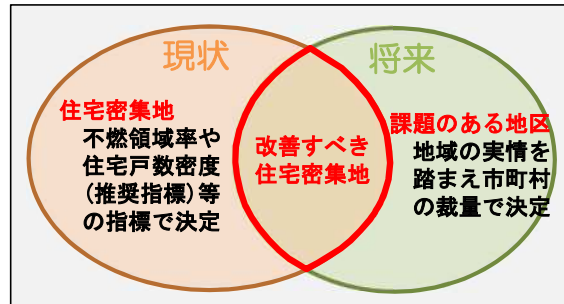 現状
将来
住宅密集地
不燃領域率や
住宅戸数密度
(推奨指標)等
の指標で決定
改善すべき
住宅密集地
課題のある地区
地域の実情を
踏まえ市町村
の裁量で決定